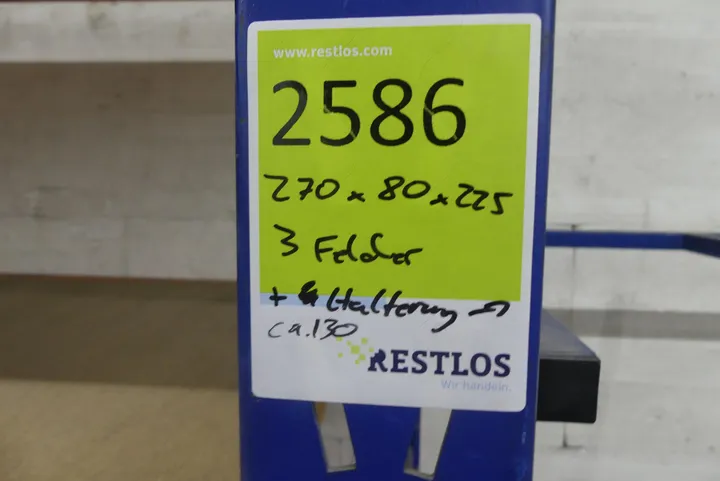 www.restlos.com
2586
270 x 80 x 225
3 Felder
+ Halterung →
ca. 130
RESTLOS
Wir handeln.